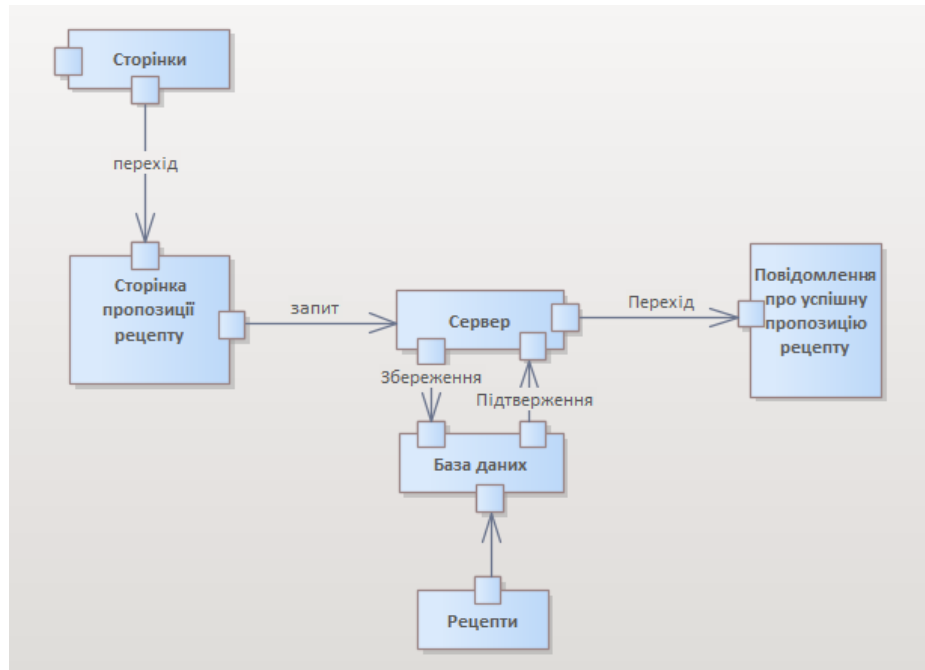 Сторінки
перехід
Сторінка
пропозиції
рецепту
запит
Сервер
Перехід
Повідомлення
про успішну
пропозицію
рецепту
Збереження
Підтверження
База даних
Рецепти